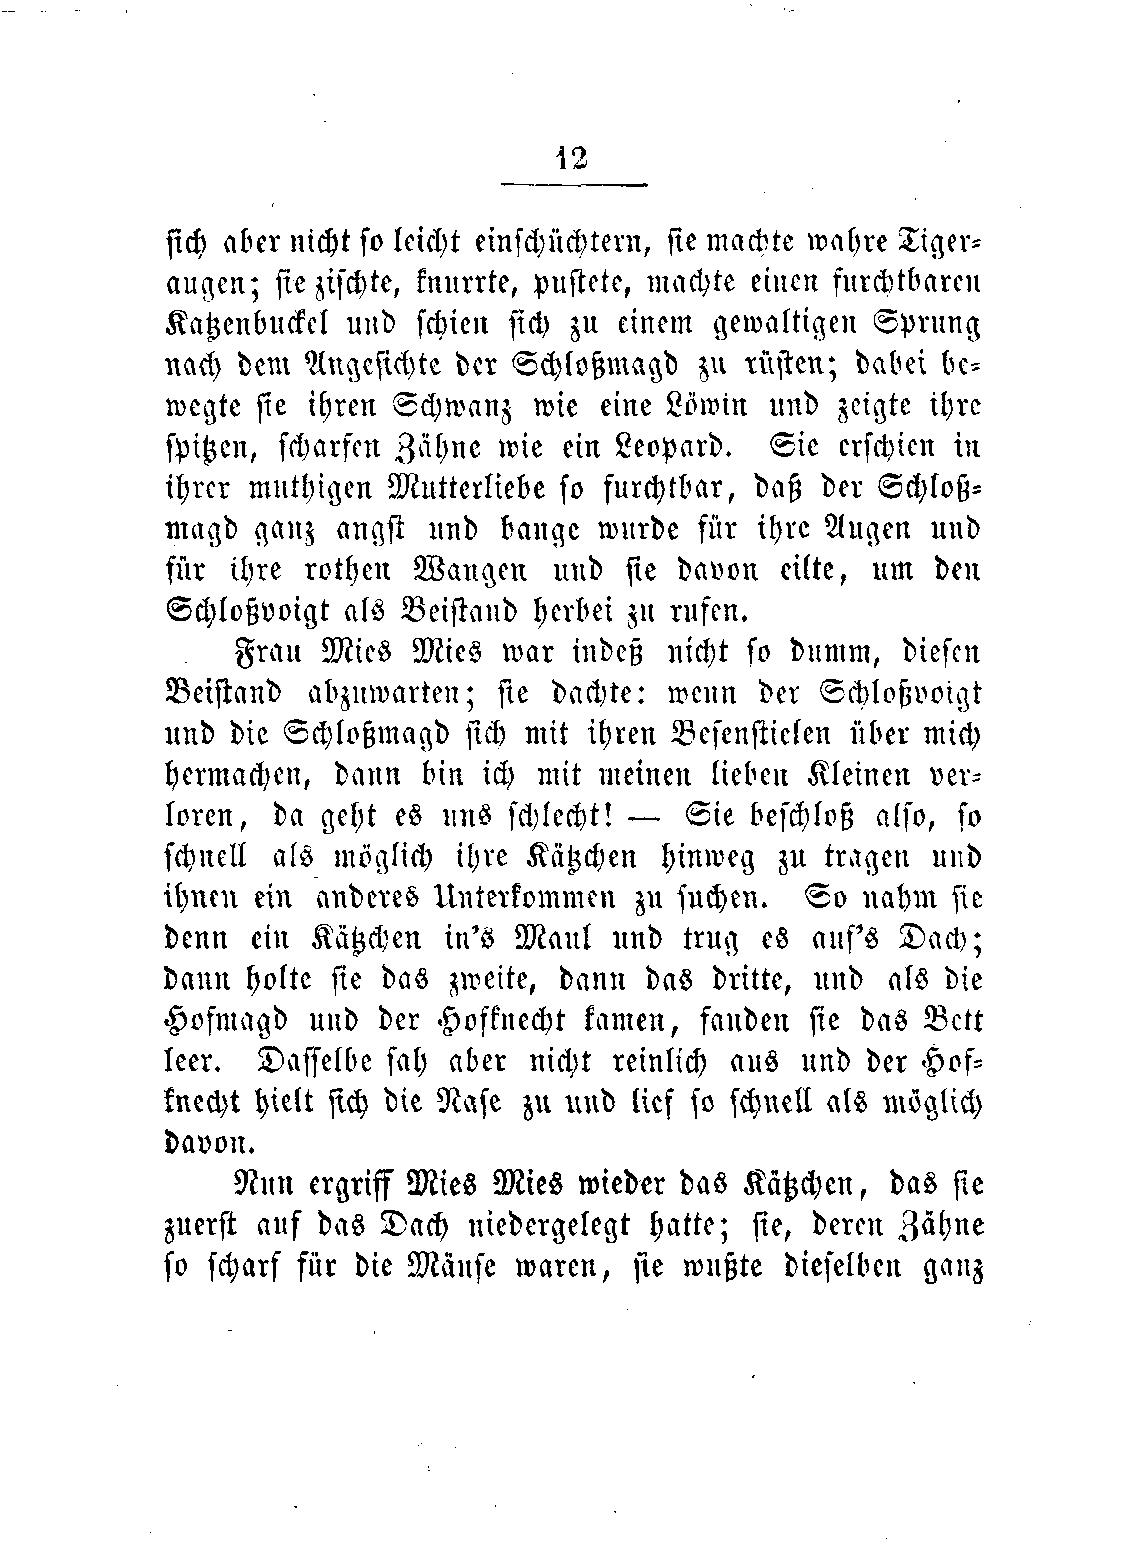 12
sich aber nicht so leicht einschüchtern, sie machte wahre Tiger-
augen; sie zischte, knurrte, pustete, machte einen furchtbaren
Katzenbuckel und schien sich zu einem gewaltigen Sprung
nach dem Angesichte der Schloßmagd zu rüsten; dabei be-
wegte sie ihren Schwanz wie eine Löwin und zeigte ihre
spitzen, scharfen Zähne wie ein Leopard. Sie erschien in
ihrer muthigen Mutterliebe so furchtbar, daß der Schloß-
magd ganz angst und bange wurde für ihre Augen und
für ihre rothen Wangen und sie davon eilte, um den
Schloßvoigt als Beistand herbei zu rufen.
Frau Mies Mies war indeß nicht so dumm, diesen
Beistand abzuwarten; sie dachte: wenn der Schloßvoigt
und die Schloßmagd sich mit ihren Besenstielen über mich
hermachen, dann bin ich mit meinen lieben Kleinen ver-
loren, da geht es uns schlecht! — Sie beschloß also, so
schnell als möglich ihre Kätzchen hinweg zu tragen und
ihnen ein anderes Unterkommen zu suchen. So nahm sie
denn ein Kätzchen in's Maul und trug es auf's Dach;
dann holte sie das zweite, dann das dritte, und als die
Hofmagd und der Hofknecht kamen, fanden sie das Bett
leer. Dasselbe sah aber nicht reinlich aus und der Hof-
knecht hielt sich die Nase zu und lief so schnell als möglich
davon.
Nun ergriff Mies Mies wieder das Kätzchen, das sie
zuerst auf das Dach niedergelegt hatte; sie, deren Zähne
so scharf für die Mäuse waren, sie wußte dieselben ganz